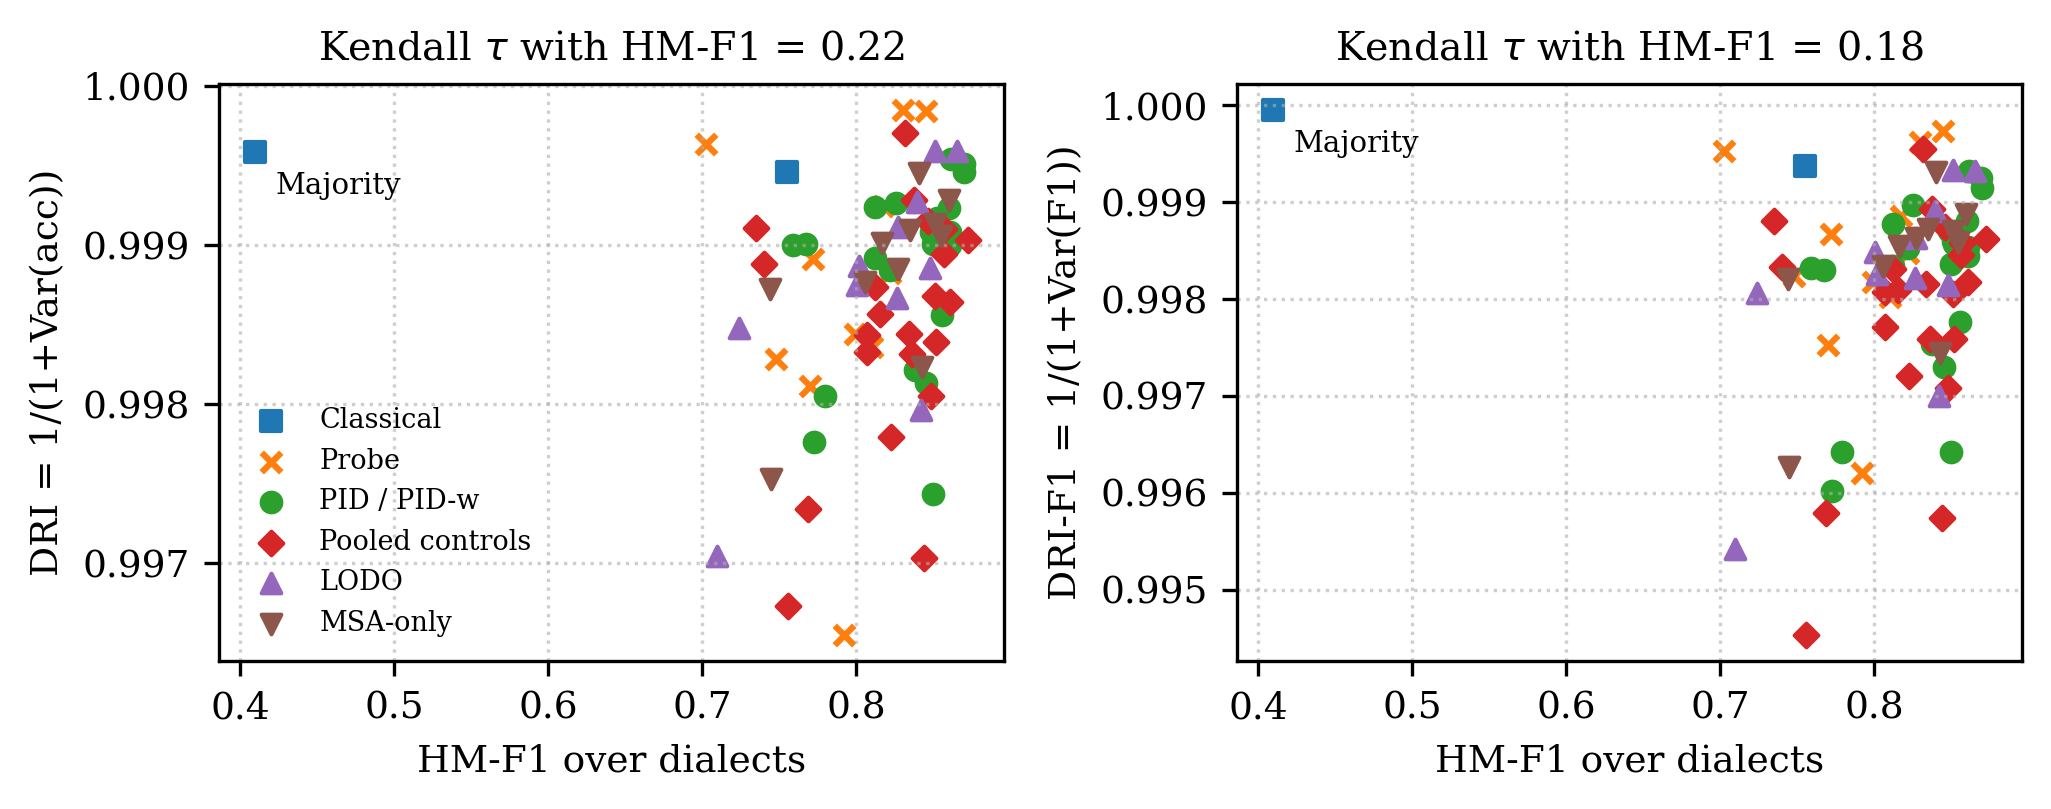 Kendall τ with HM-F1 = 0.22
DRI = 1/(1+Var(acc))
1.000
0.999
0.998
0.997
Majority
Classical
Probe
PID / PID-w
Pooled controls
LODO
MSA-only
0.4 0.5 0.6 0.7 0.8
HM-F1 over dialects
Kendall τ with HM-F1 = 0.18
DRI-F1 = 1/(1+Var(F1))
1.000
0.999
0.998
0.997
0.996
0.995
Majority
0.4 0.5 0.6 0.7 0.8
HM-F1 over dialects